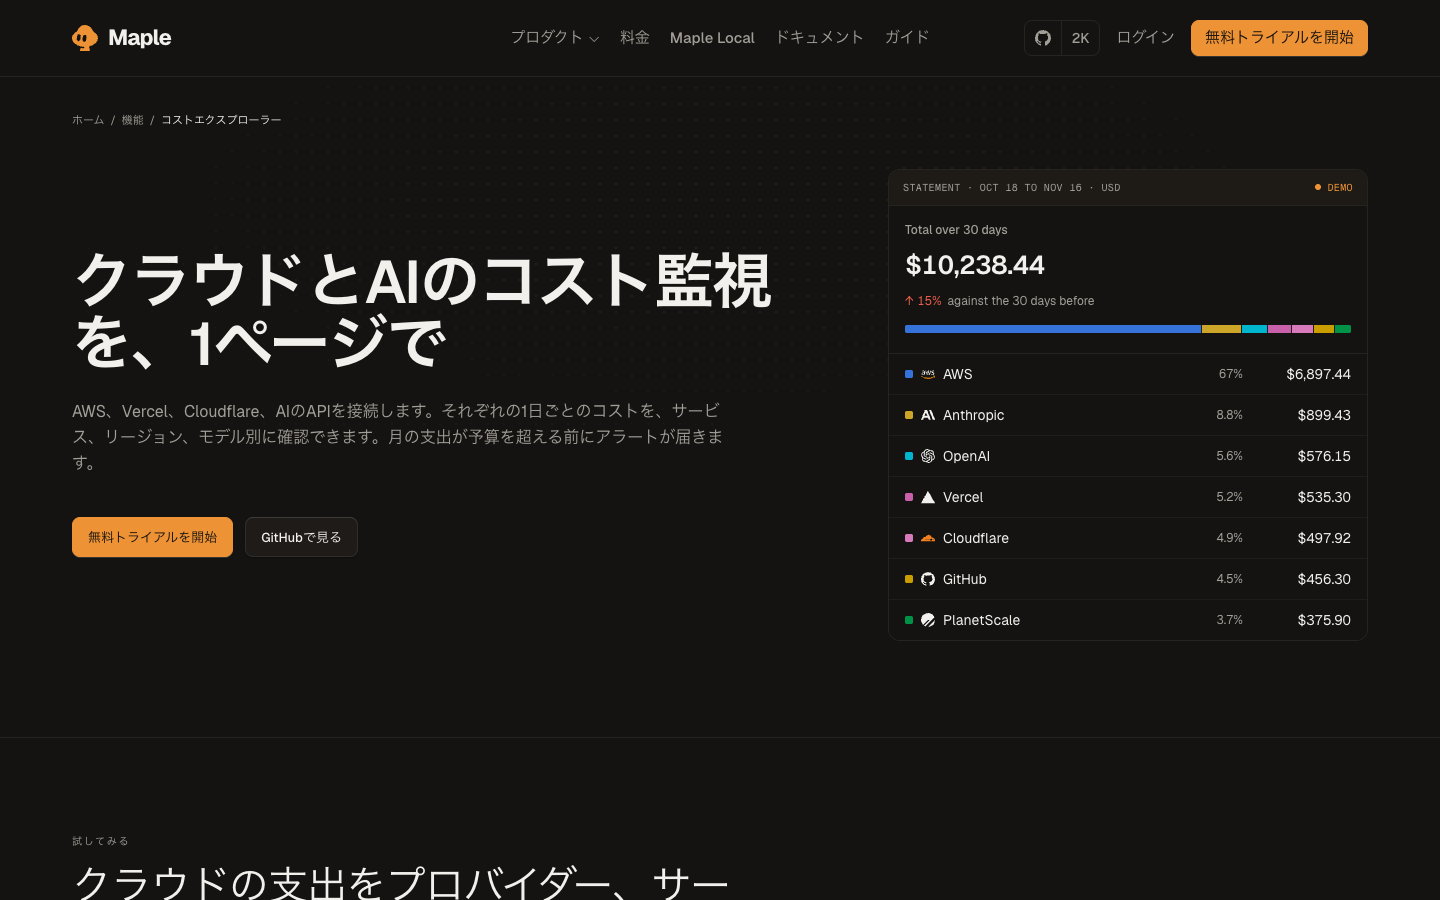 Maple
プロダクト
料金
Maple Local
ドキュメント
ガイド
2K
ログイン
無料トライアルを開始
ホーム / 機能 / コストエクスプローラー
クラウドとAIのコスト監視
を、1ページで
AWS、Vercel、Cloudflare、AIのAPIを接続します。それぞれの1日ごとのコストを、サービ
ス、リージョン、モデル別に確認できます。月の支出が予算を超える前にアラートが届きま
す。
無料トライアルを開始
GitHubで見る
STATEMENT · OCT 18 TO NOV 16 · USD
DEMO
Total over 30 days
$10,238.44
↑ 15% against the 30 days before
aws AWS 67% $6,897.44
Anthropic 8.8% $899.43
OpenAI 5.6% $576.15
Vercel 5.2% $535.30
Cloudflare 4.9% $497.92
GitHub 4.5% $456.30
PlanetScale 3.7% $375.90
試してみる
クラウドの支出をプロバイダー、サー